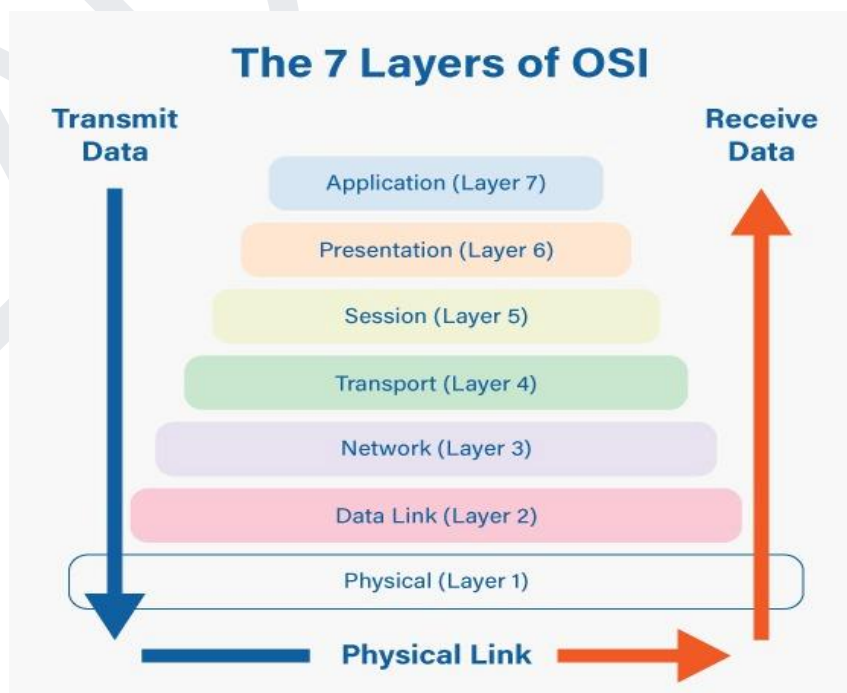 The 7 Layers of OSI
Transmit
Data
Receive
Data
Application (Layer 7)
Presentation (Layer 6)
Session (Layer 5)
Transport (Layer 4)
Network (Layer 3)
Data Link (Layer 2)
Physical (Layer 1)
Physical Link